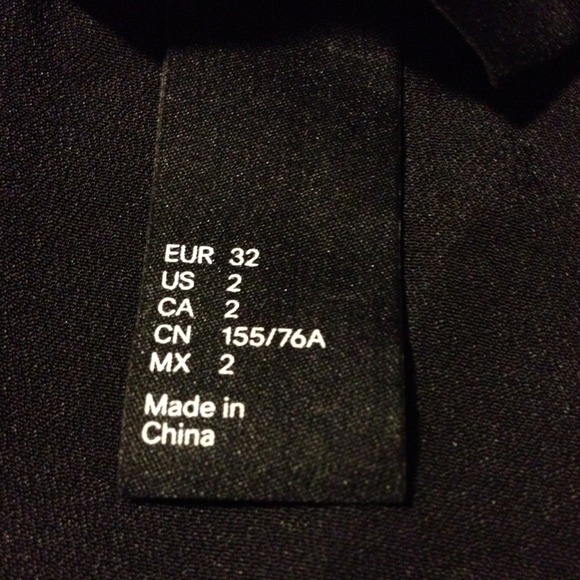 EUR 32
US 2
CA 2
CN 155/76A
MX 2
Made in
China